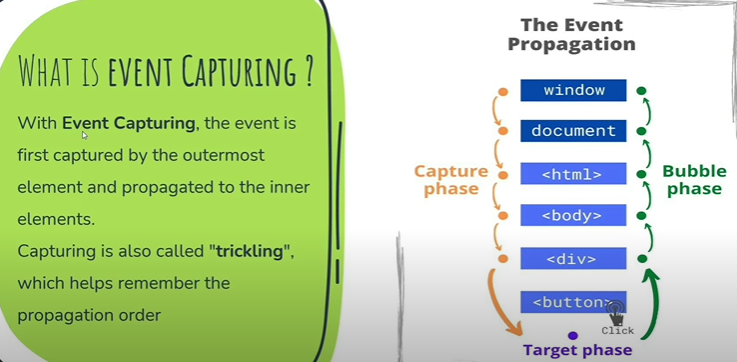 WHAT IS EVENT CAPTURING ?
With Event Capturing, the event is
first captured by the outermost
element and propagated to the inner
elements.
Capturing is also called "trickling",
which helps remember the
propagation order
The Event
Propagation
window
document
<html>
<body>
<div>
<button>
Click
Capture
phase
Bubble
phase
Target phase